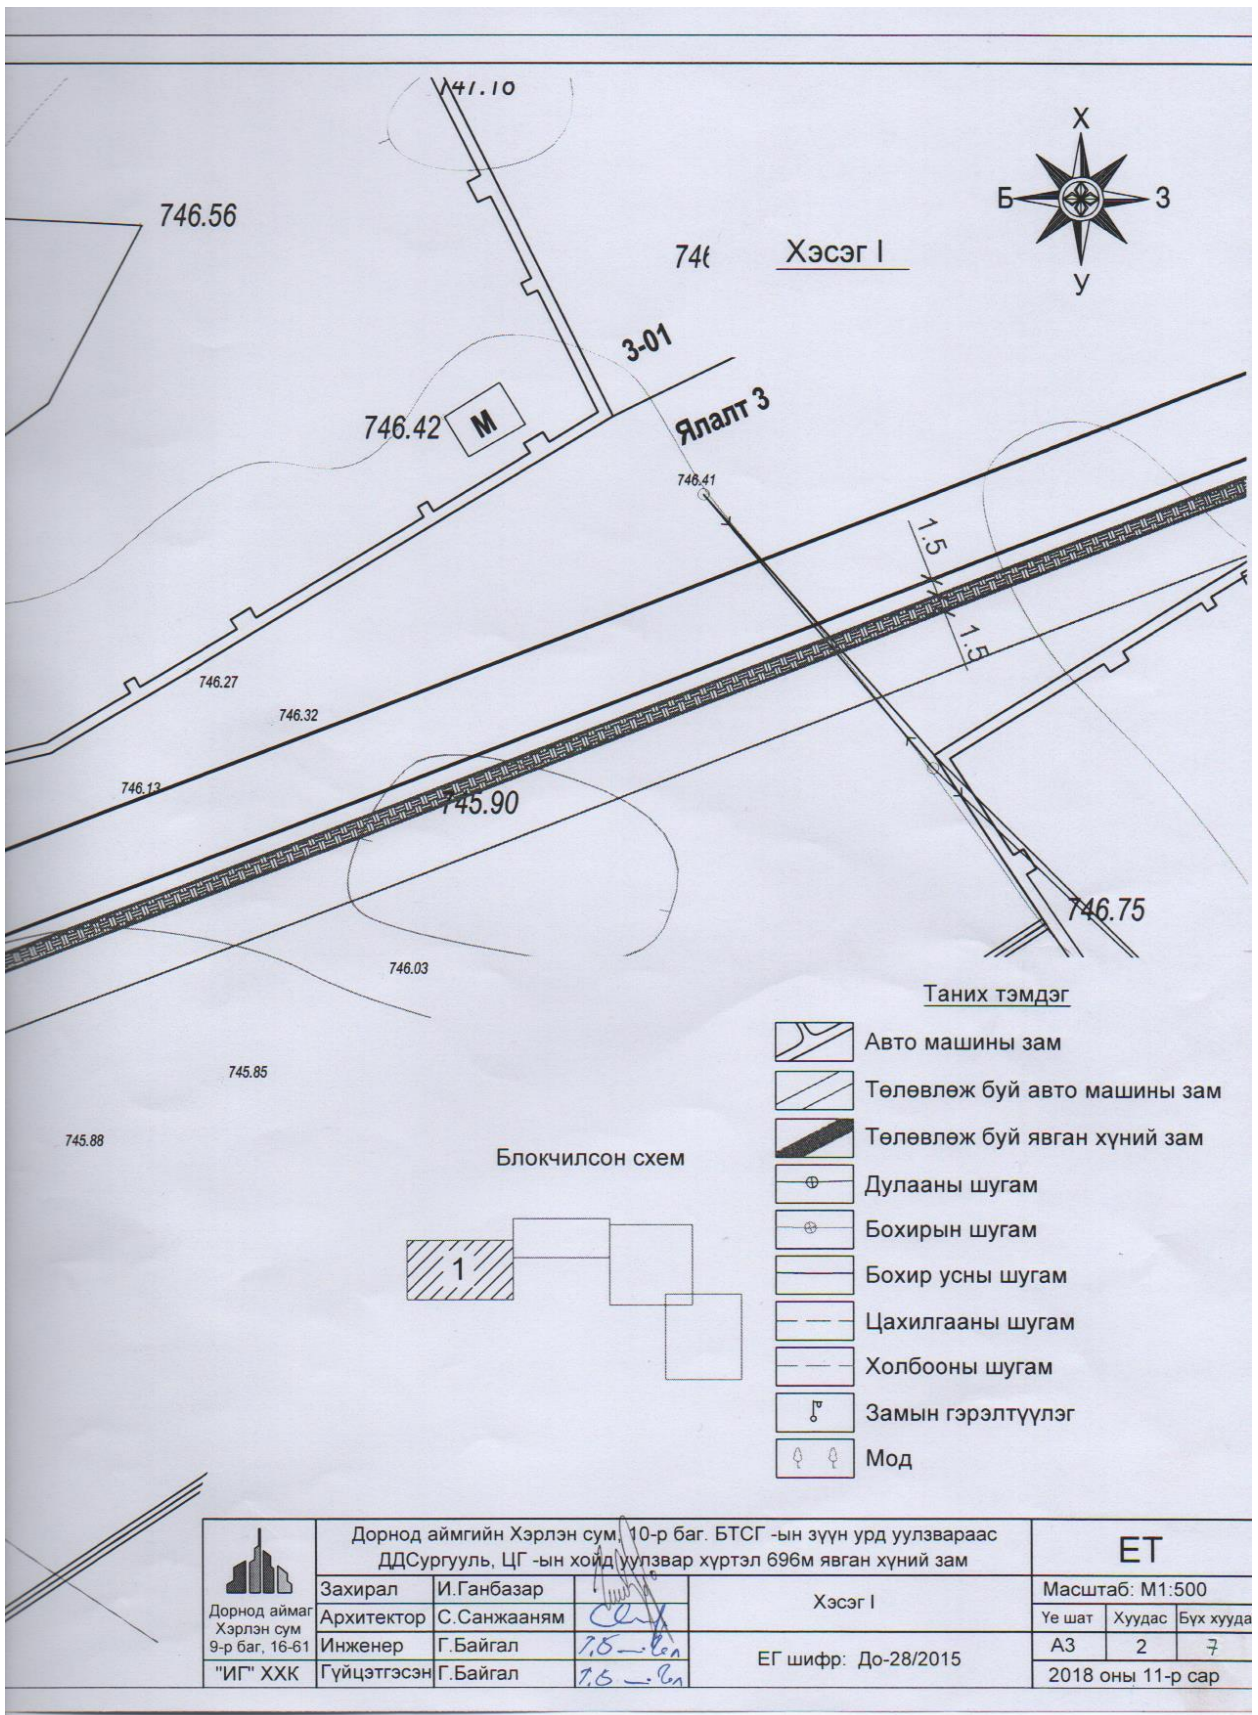 747.16
Х
Б
З
У
746.56
746
Хэсэг I
3-01
746.42
М
Ялалт 3
746.41
1.5
1.5
746.27
746.32
746.13
745.90
746.75
746.03
Таних тэмдэг
Авто машины зам
745.85
Төлөвлөж буй авто машины зам
745.88
Төлөвлөж буй явган хүний зам
Блокчилсон схем
Дулааны шугам
Бохирын шугам
1
Бохир усны шугам
Цахилгааны шугам
Холбооны шугам
Замын гэрэлтүүлэг
Мод
Дорнод аймгийн Хэрлэн сум, 10-р баг. БТСГ -ын зүүн урд уулзвараас
ДДСургууль, ЦГ -ын хойд уулзвар хүртэл 696м явган хүний зам
ЕТ
Дорнод аймаг
Хэрлэн сум
9-р баг, 16-61
"ИГ" ХХК
Захирал И.Ганбазар
Архитектор С.Санжааням
Инженер Г.Байгал
Гүйцэтгэсэн Г.Байгал
Хэсэг I
ЕГ шифр: До-28/2015
Масштаб: М1:500
Үе шат Хуудас Бүх хууда
А3 2 7
2018 оны 11-р сар